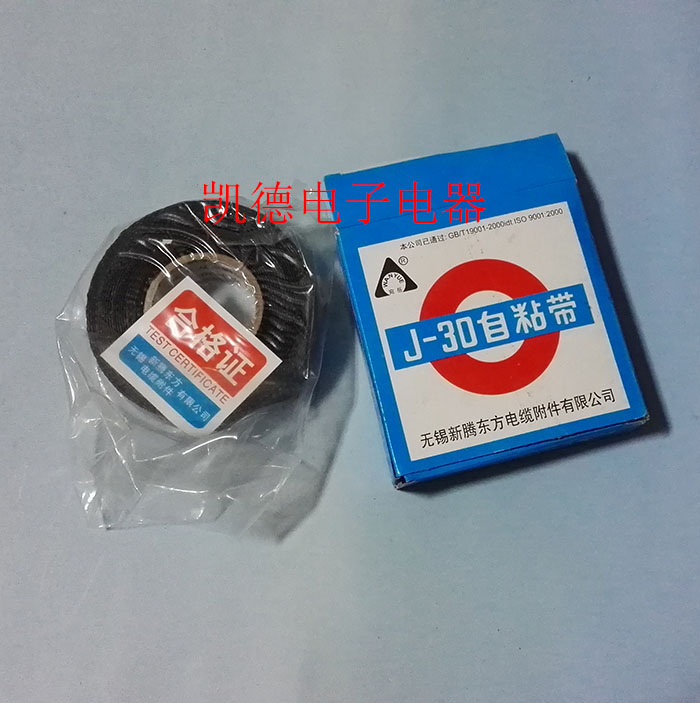 凯德电子电器
本公司已通过: GB/T19001-2000idt ISO 9001:2000
WANYUE
®
J-30自粘带
无锡新腾东方电缆附件有限公司
合格证
TEST CERTIFICATE
无锡新腾东方
电缆附件有限公司